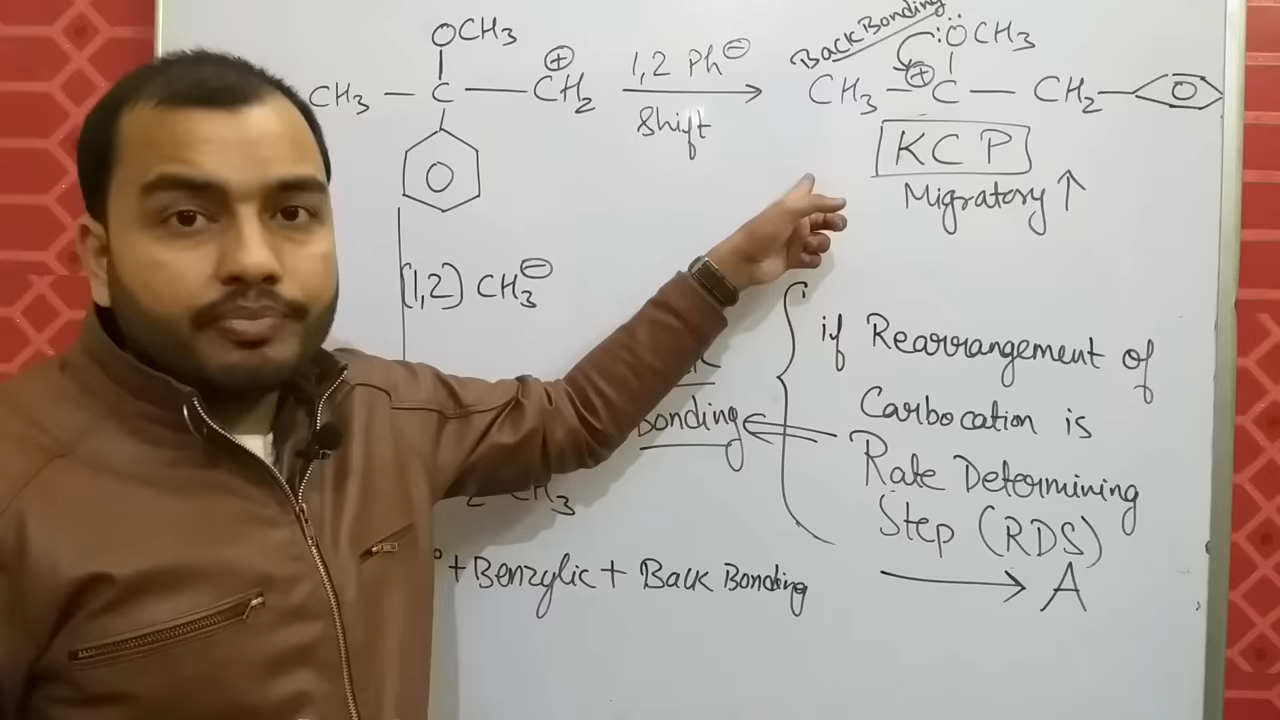 OCH₃
CH₃ — C — CH₂ ⊕
1,2 Ph⊖
Shift
Back Bonding
:ÖCH₃
CH₃ — ⊕C — CH₂ —
KCP
Migratory ↑
(1,2) CH₃⊖
if Rearrangement of
Carbocation is
Rate Determining
Step (RDS)
→ A
Bonding
CH₃
° + Benzylic + Back Bonding